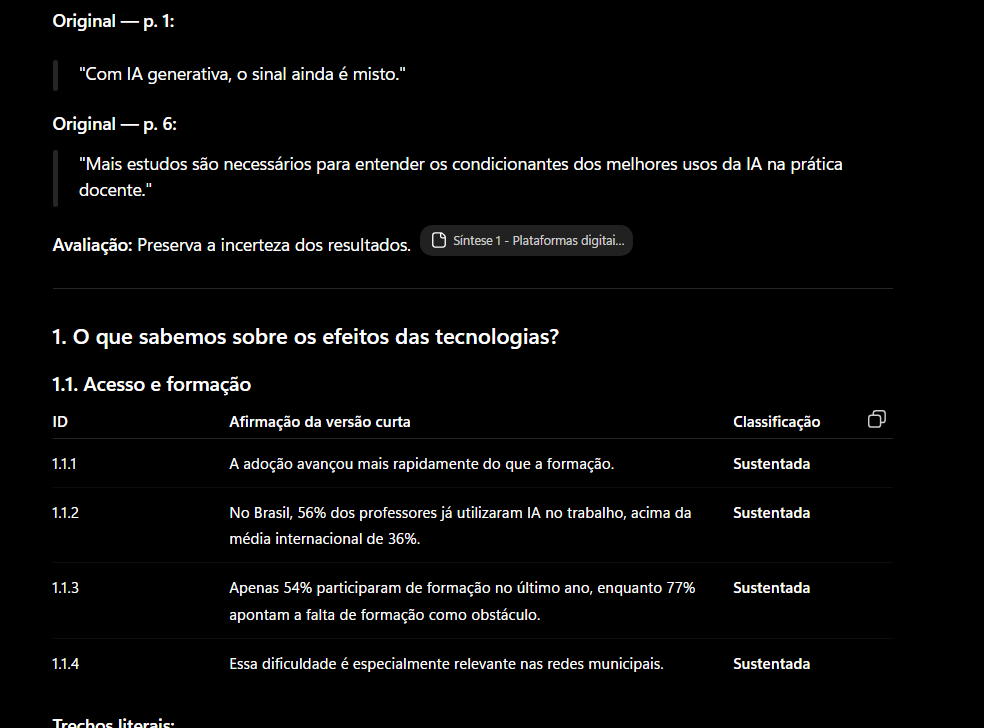 Original — p. 1:
"Com IA generativa, o sinal ainda é misto."
Original — p. 6:
"Mais estudos são necessários para entender os condicionantes dos melhores usos da IA na prática
docente."
Avaliação: Preserva a incerteza dos resultados. Síntese 1 - Plataformas digitai...
1. O que sabemos sobre os efeitos das tecnologias?
1.1. Acesso e formação
ID Afirmação da versão curta Classificação
1.1.1 A adoção avançou mais rapidamente do que a formação. Sustentada
1.1.2 No Brasil, 56% dos professores já utilizaram IA no trabalho, acima da Sustentada
média internacional de 36%.
1.1.3 Apenas 54% participaram de formação no último ano, enquanto 77% Sustentada
apontam a falta de formação como obstáculo.
1.1.4 Essa dificuldade é especialmente relevante nas redes municipais. Sustentada
Trechos literais: